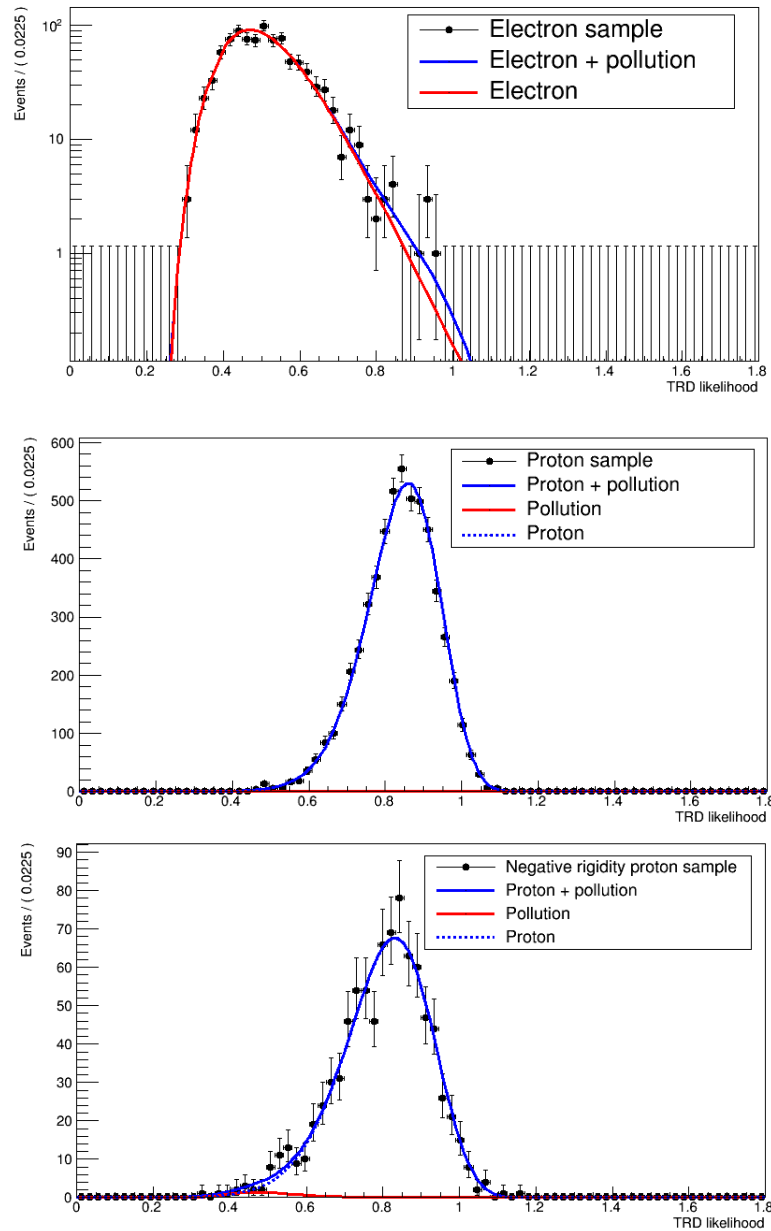 Events / ( 0.0225 )
10²
10
1
Electron sample
Electron + pollution
Electron
0 0.2 0.4 0.6 0.8 1 1.2 1.4 1.6 1.8
TRD likelihood
Events / ( 0.0225 )
600
500
400
300
200
100
0
Proton sample
Proton + pollution
Pollution
Proton
0 0.2 0.4 0.6 0.8 1 1.2 1.4 1.6 1.8
TRD likelihood
Events / ( 0.0225 )
90
80
70
60
50
40
30
20
10
0
Negative rigidity proton sample
Proton + pollution
Pollution
Proton
0 0.2 0.4 0.6 0.8 1 1.2 1.4 1.6 1.8
TRD likelihood